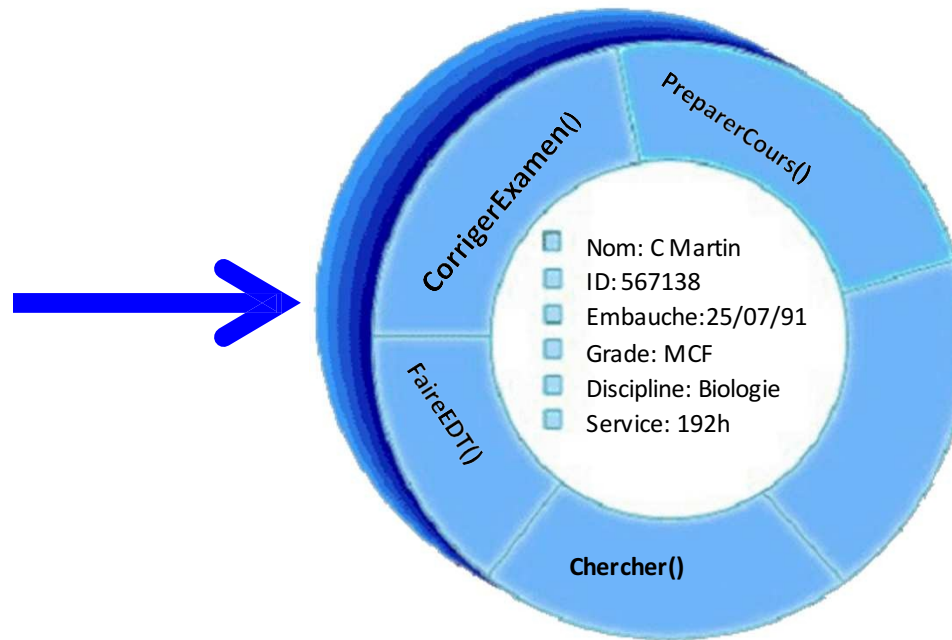 PreparerCours()
CorrigerExamen()
Nom: C Martin
ID: 567138
Embauche:25/07/91
Grade: MCF
Discipline: Biologie
Service: 192h
FaireEDT()
Chercher()